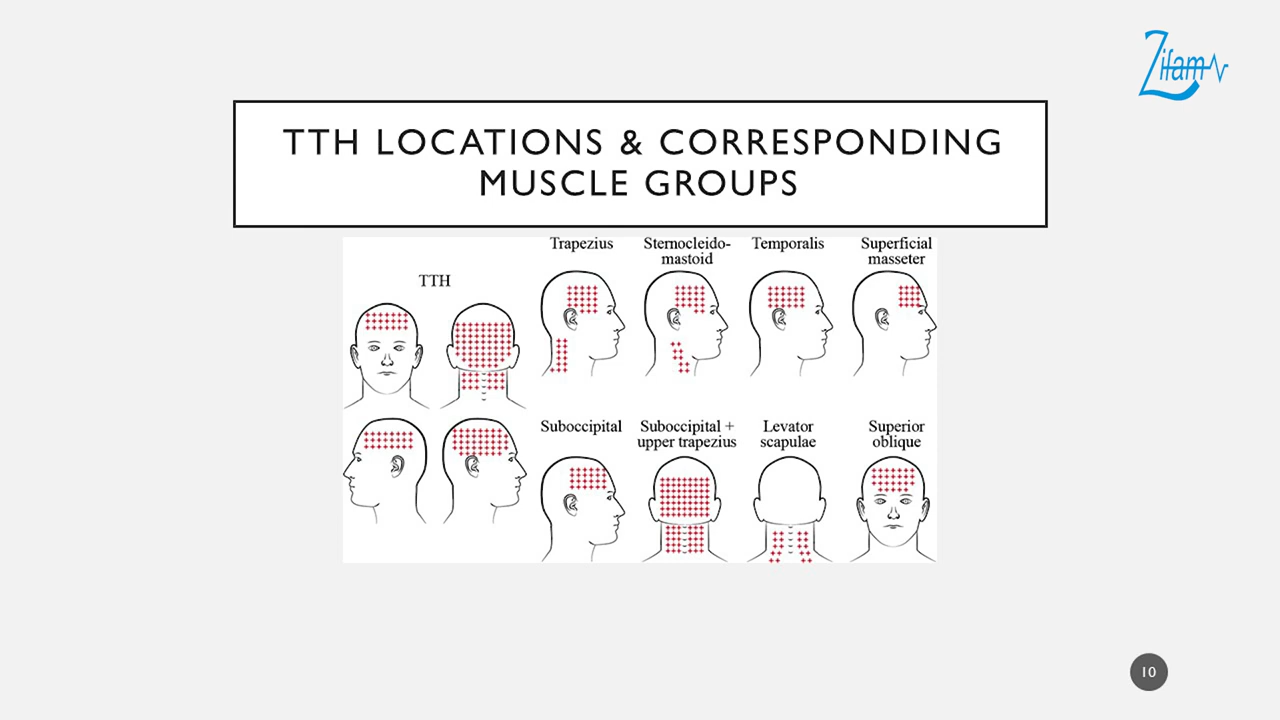 Zifam
TTH LOCATIONS & CORRESPONDING
MUSCLE GROUPS
TTH
Trapezius
Sternocleido-
mastoid
Temporalis
Superficial
masseter
Suboccipital
Suboccipital +
upper trapezius
Levator
scapulae
Superior
oblique
10